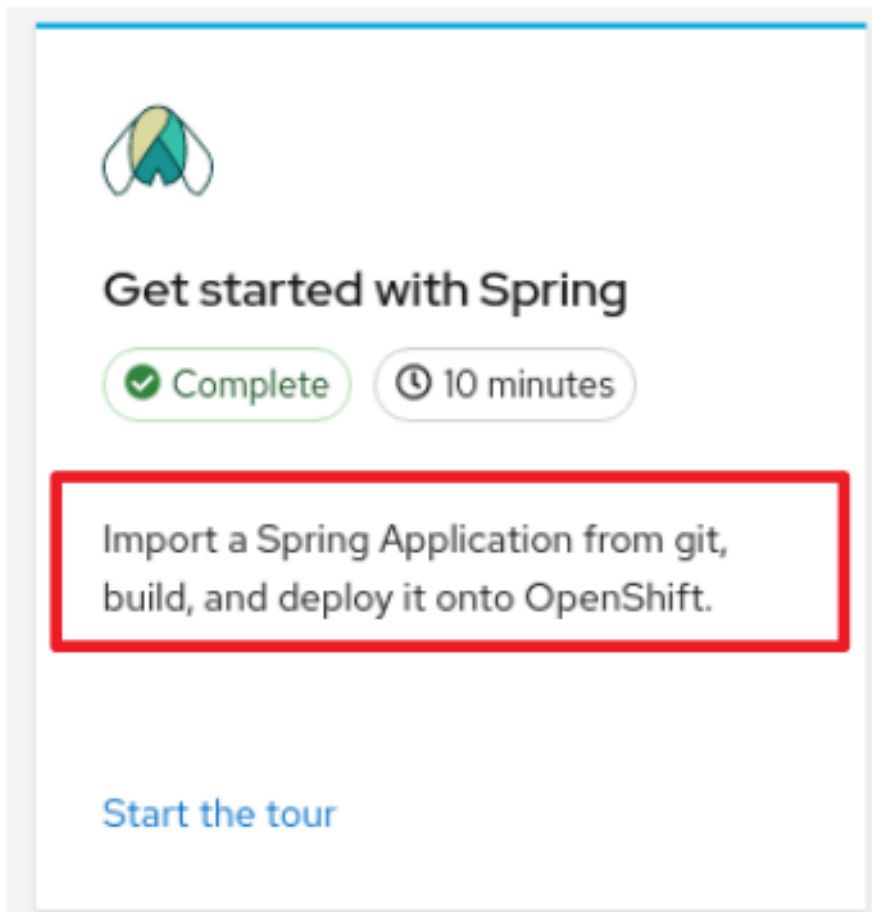 Get started with Spring
Complete 10 minutes
Import a Spring Application from git,
build, and deploy it onto OpenShift.
Start the tour